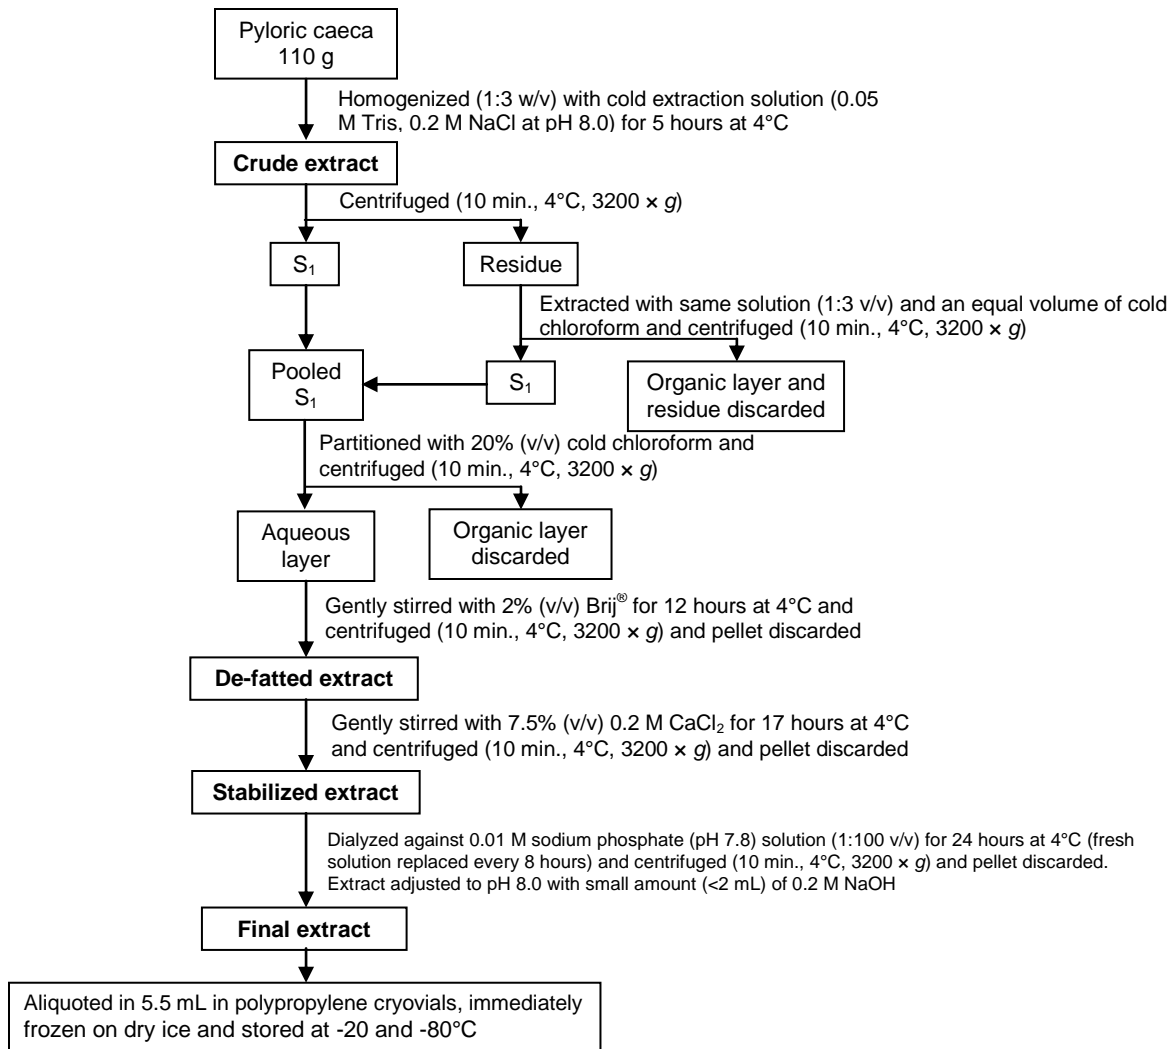 Pyloric caeca
110 g
Homogenized (1:3 w/v) with cold extraction solution (0.05
M Tris, 0.2 M NaCl at pH 8.0) for 5 hours at 4°C
Crude extract
Centrifuged (10 min., 4°C, 3200 × g)
S₁
Residue
Extracted with same solution (1:3 v/v) and an equal volume of cold
chloroform and centrifuged (10 min., 4°C, 3200 × g)
Pooled
S₁
S₁
Organic layer and
residue discarded
Partitioned with 20% (v/v) cold chloroform and
centrifuged (10 min., 4°C, 3200 × g)
Aqueous
layer
Organic layer
discarded
Gently stirred with 2% (v/v) Brij® for 12 hours at 4°C and
centrifuged (10 min., 4°C, 3200 × g) and pellet discarded
De-fatted extract
Gently stirred with 7.5% (v/v) 0.2 M CaCl₂ for 17 hours at 4°C
and centrifuged (10 min., 4°C, 3200 × g) and pellet discarded
Stabilized extract
Dialyzed against 0.01 M sodium phosphate (pH 7.8) solution (1:100 v/v) for 24 hours at 4°C (fresh
solution replaced every 8 hours) and centrifuged (10 min., 4°C, 3200 × g) and pellet discarded.
Extract adjusted to pH 8.0 with small amount (<2 mL) of 0.2 M NaOH
Final extract
Aliquoted in 5.5 mL in polypropylene cryovials, immediately
frozen on dry ice and stored at -20 and -80°C